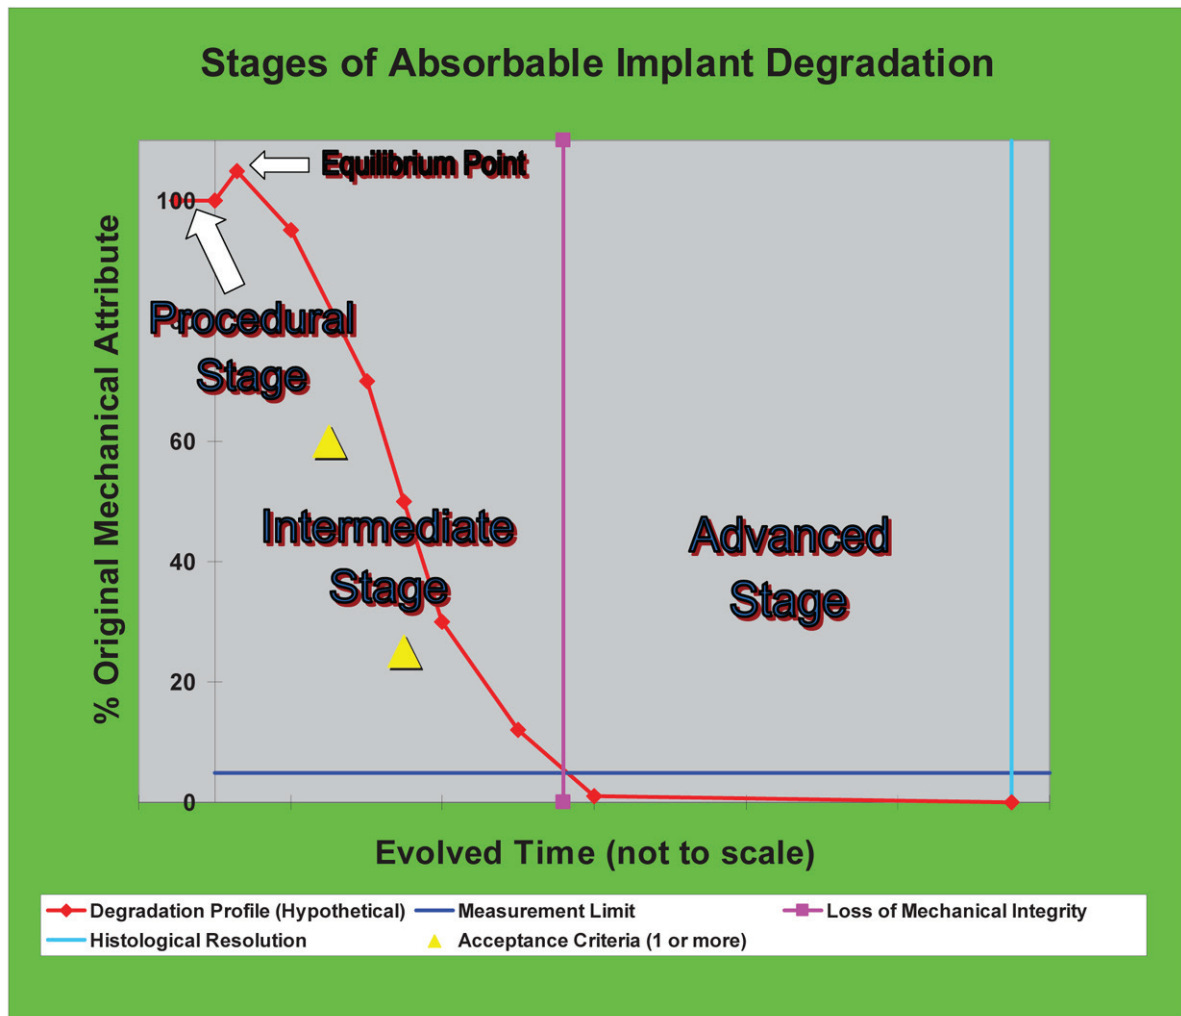 Stages of Absorbable Implant Degradation
Equilibrium Point
100
Procedural
Stage
60
Intermediate
Stage
Advanced
Stage
40
20
0
% Original Mechanical Attribute
Evolved Time (not to scale)
Degradation Profile (Hypothetical) Measurement Limit Loss of Mechanical Integrity
Histological Resolution Acceptance Criteria (1 or more)